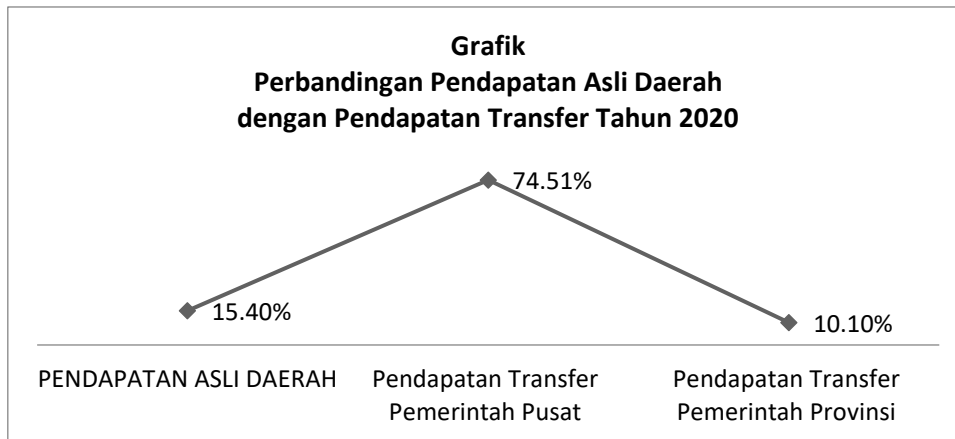 Grafik
Perbandingan Pendapatan Asli Daerah
dengan Pendapatan Transfer Tahun 2020
74.51%
15.40%
10.10%
PENDAPATAN ASLI DAERAH
Pendapatan Transfer
Pemerintah Pusat
Pendapatan Transfer
Pemerintah Provinsi